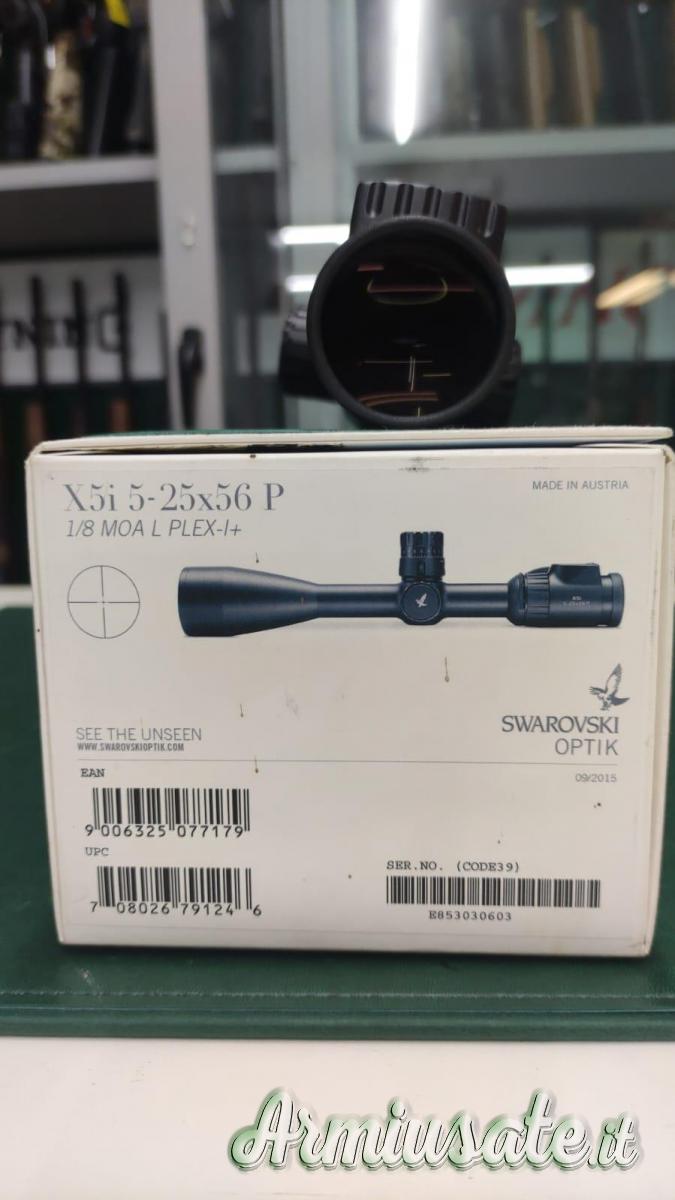 X5i 5-25x56 P
MADE IN AUSTRIA
1/8 MOA L PLEX-I+
SEE THE UNSEEN
WWW.SWAROVSKIOPTIK.COM
SWAROVSKI
OPTIK
09/2015
EAN
9 006325 077179
UPC
7 08026 79124 6
SER.NO. (CODE39)
E853030603
Armiusate.it